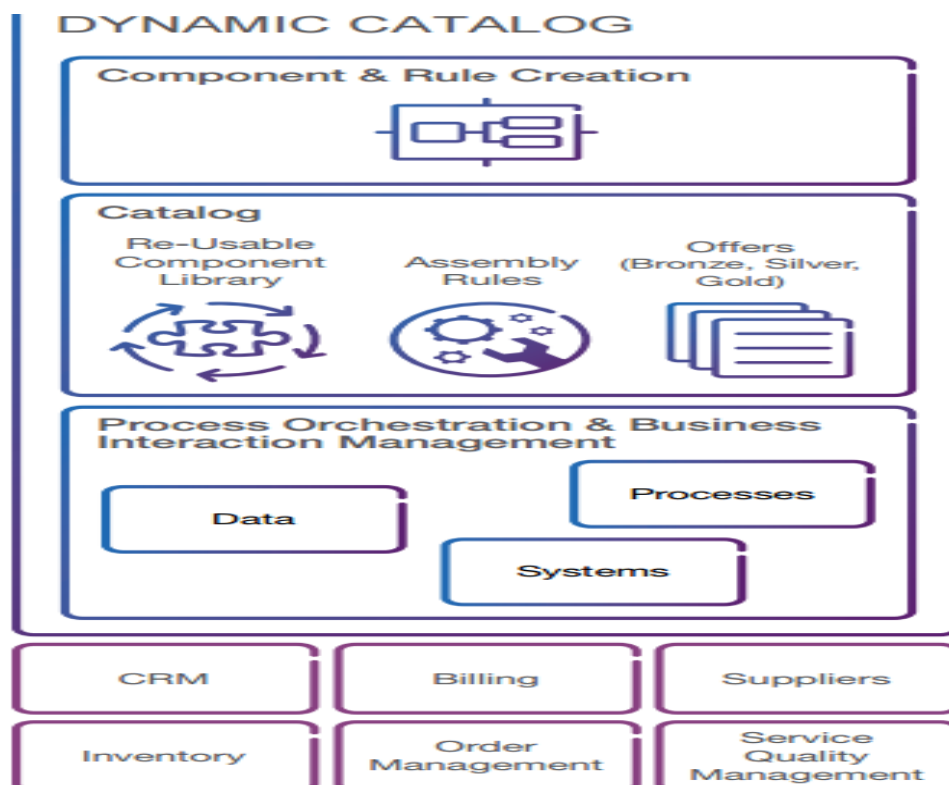 DYNAMIC CATALOG
Component & Rule Creation
Catalog
Re-Usable
Component
Library
Assembly
Rules
Offers
(Bronze, Silver,
Gold)
Process Orchestration & Business
Interaction Management
Data
Processes
Systems
CRM
Billing
Suppliers
Inventory
Order
Management
Service
Quality
Management